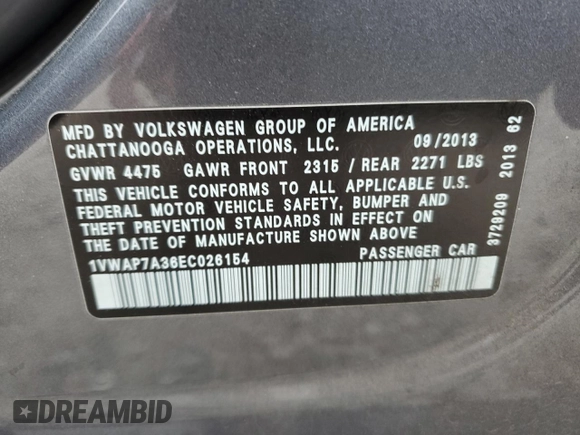 MFD BY VOLKSWAGEN GROUP OF AMERICA
CHATTANOOGA OPERATIONS, LLC. 09/2013
GVWR 4475 GAWR FRONT 2315/ REAR 2271 LBS
THIS VEHICLE CONFORMS TO ALL APPLICABLE U.S.
FEDERAL MOTOR VEHICLE SAFETY, BUMPER AND
THEFT PREVENTION STANDARDS IN EFFECT ON
THE DATE OF MANUFACTURE SHOWN ABOVE
1VWAP7A36EC026154 PASSENGER CAR
3729209 2013 62
DREAMBID